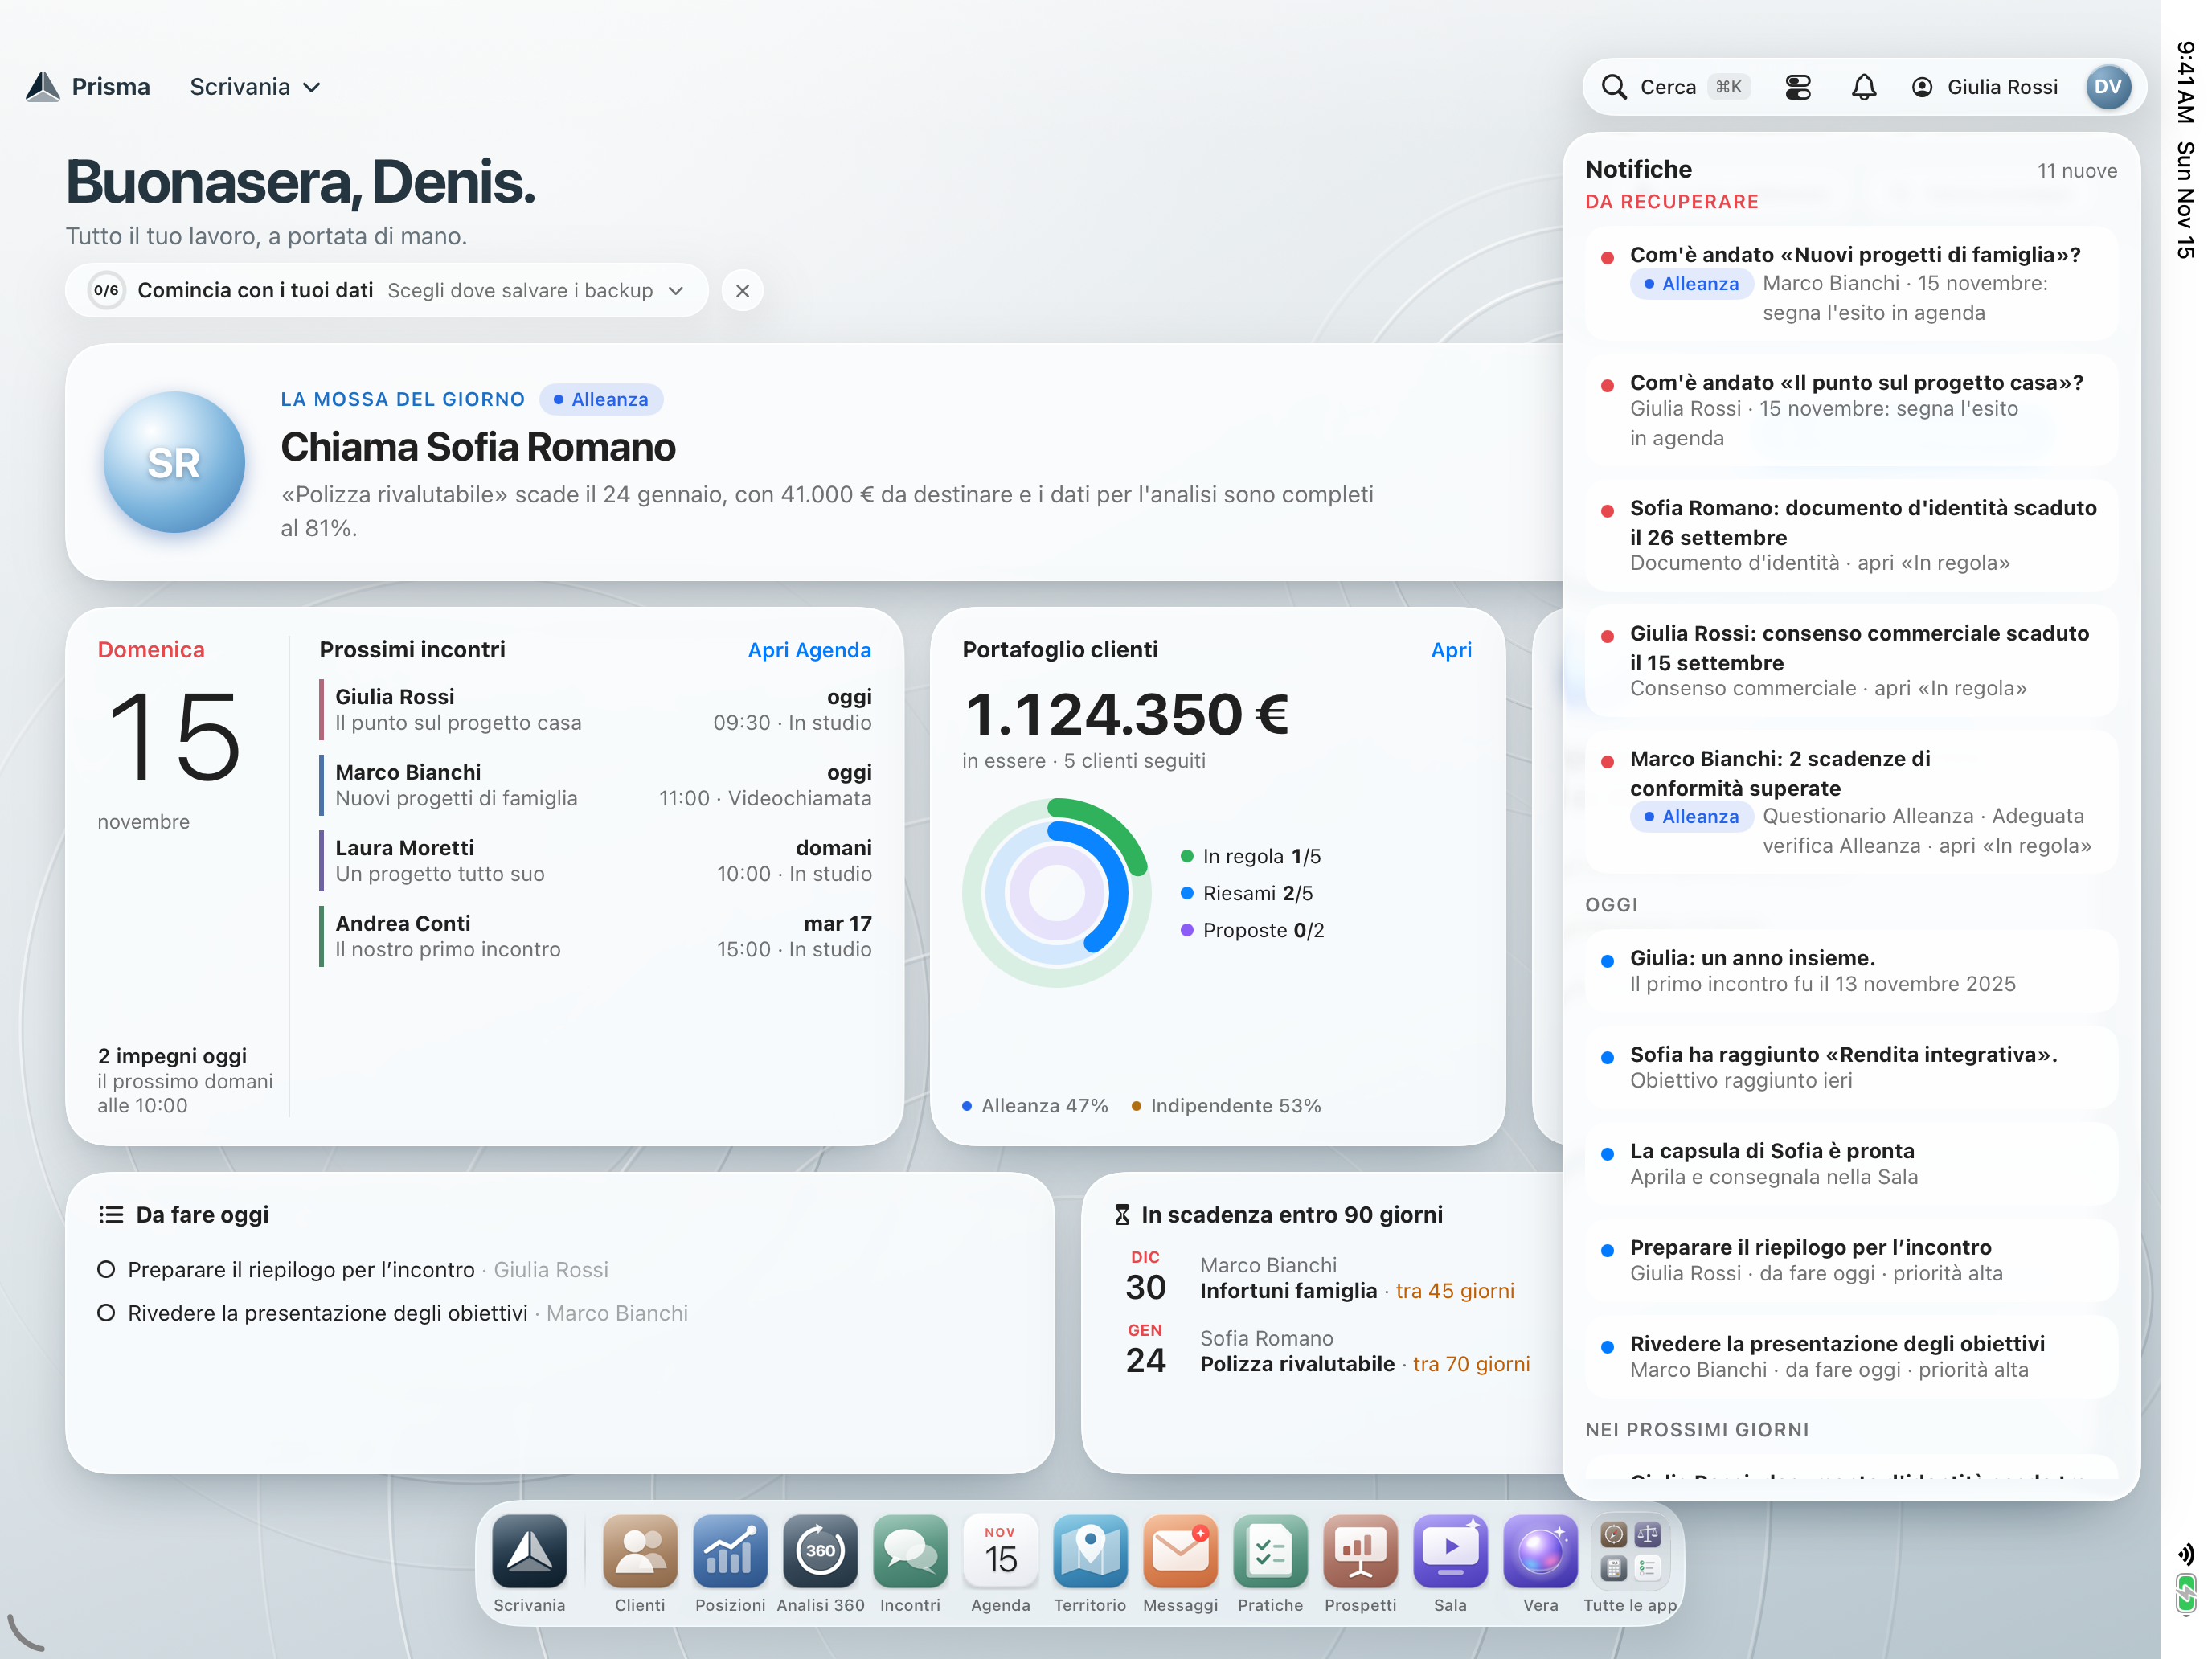 Prisma
Scrivania
Cerca ⌘K
Giulia Rossi
DV
9:41 AM Sun Nov 15
Buonasera, Denis.
Tutto il tuo lavoro, a portata di mano.
0/6 Comincia con i tuoi dati Scegli dove salvare i backup
SR
LA MOSSA DEL GIORNO
Alleanza
Chiama Sofia Romano
«Polizza rivalutabile» scade il 24 gennaio, con 41.000 € da destinare e i dati per l'analisi sono completi
al 81%.
Domenica
15
novembre
2 impegni oggi
il prossimo domani
alle 10:00
Prossimi incontri
Apri Agenda
Giulia Rossi oggi
Il punto sul progetto casa 09:30 · In studio
Marco Bianchi oggi
Nuovi progetti di famiglia 11:00 · Videochiamata
Laura Moretti domani
Un progetto tutto suo 10:00 · In studio
Andrea Conti mar 17
Il nostro primo incontro 15:00 · In studio
Portafoglio clienti
Apri
1.124.350 €
in essere · 5 clienti seguiti
In regola 1/5
Riesami 2/5
Proposte 0/2
Alleanza 47% Indipendente 53%
Da fare oggi
Preparare il riepilogo per l’incontro · Giulia Rossi
Rivedere la presentazione degli obiettivi · Marco Bianchi
In scadenza entro 90 giorni
DIC
30
Marco Bianchi
Infortuni famiglia · tra 45 giorni
GEN
24
Sofia Romano
Polizza rivalutabile · tra 70 giorni
Notifiche 11 nuove
DA RECUPERARE
Com'è andato «Nuovi progetti di famiglia»?
Alleanza Marco Bianchi · 15 novembre:
segna l'esito in agenda
Com'è andato «Il punto sul progetto casa»?
Giulia Rossi · 15 novembre: segna l'esito
in agenda
Sofia Romano: documento d'identità scaduto
il 26 settembre
Documento d'identità · apri «In regola»
Giulia Rossi: consenso commerciale scaduto
il 15 settembre
Consenso commerciale · apri «In regola»
Marco Bianchi: 2 scadenze di
conformità superate
Alleanza Questionario Alleanza · Adeguata
verifica Alleanza · apri «In regola»
OGGI
Giulia: un anno insieme.
Il primo incontro fu il 13 novembre 2025
Sofia ha raggiunto «Rendita integrativa».
Obiettivo raggiunto ieri
La capsula di Sofia è pronta
Aprila e consegnala nella Sala
Preparare il riepilogo per l’incontro
Giulia Rossi · da fare oggi · priorità alta
Rivedere la presentazione degli obiettivi
Marco Bianchi · da fare oggi · priorità alta
NEI PROSSIMI GIORNI
360
NOV
15
Scrivania
Clienti
Posizioni
Analisi 360
Incontri
Agenda
Territorio
Messaggi
Pratiche
Prospetti
Sala
Vera
Tutte le app